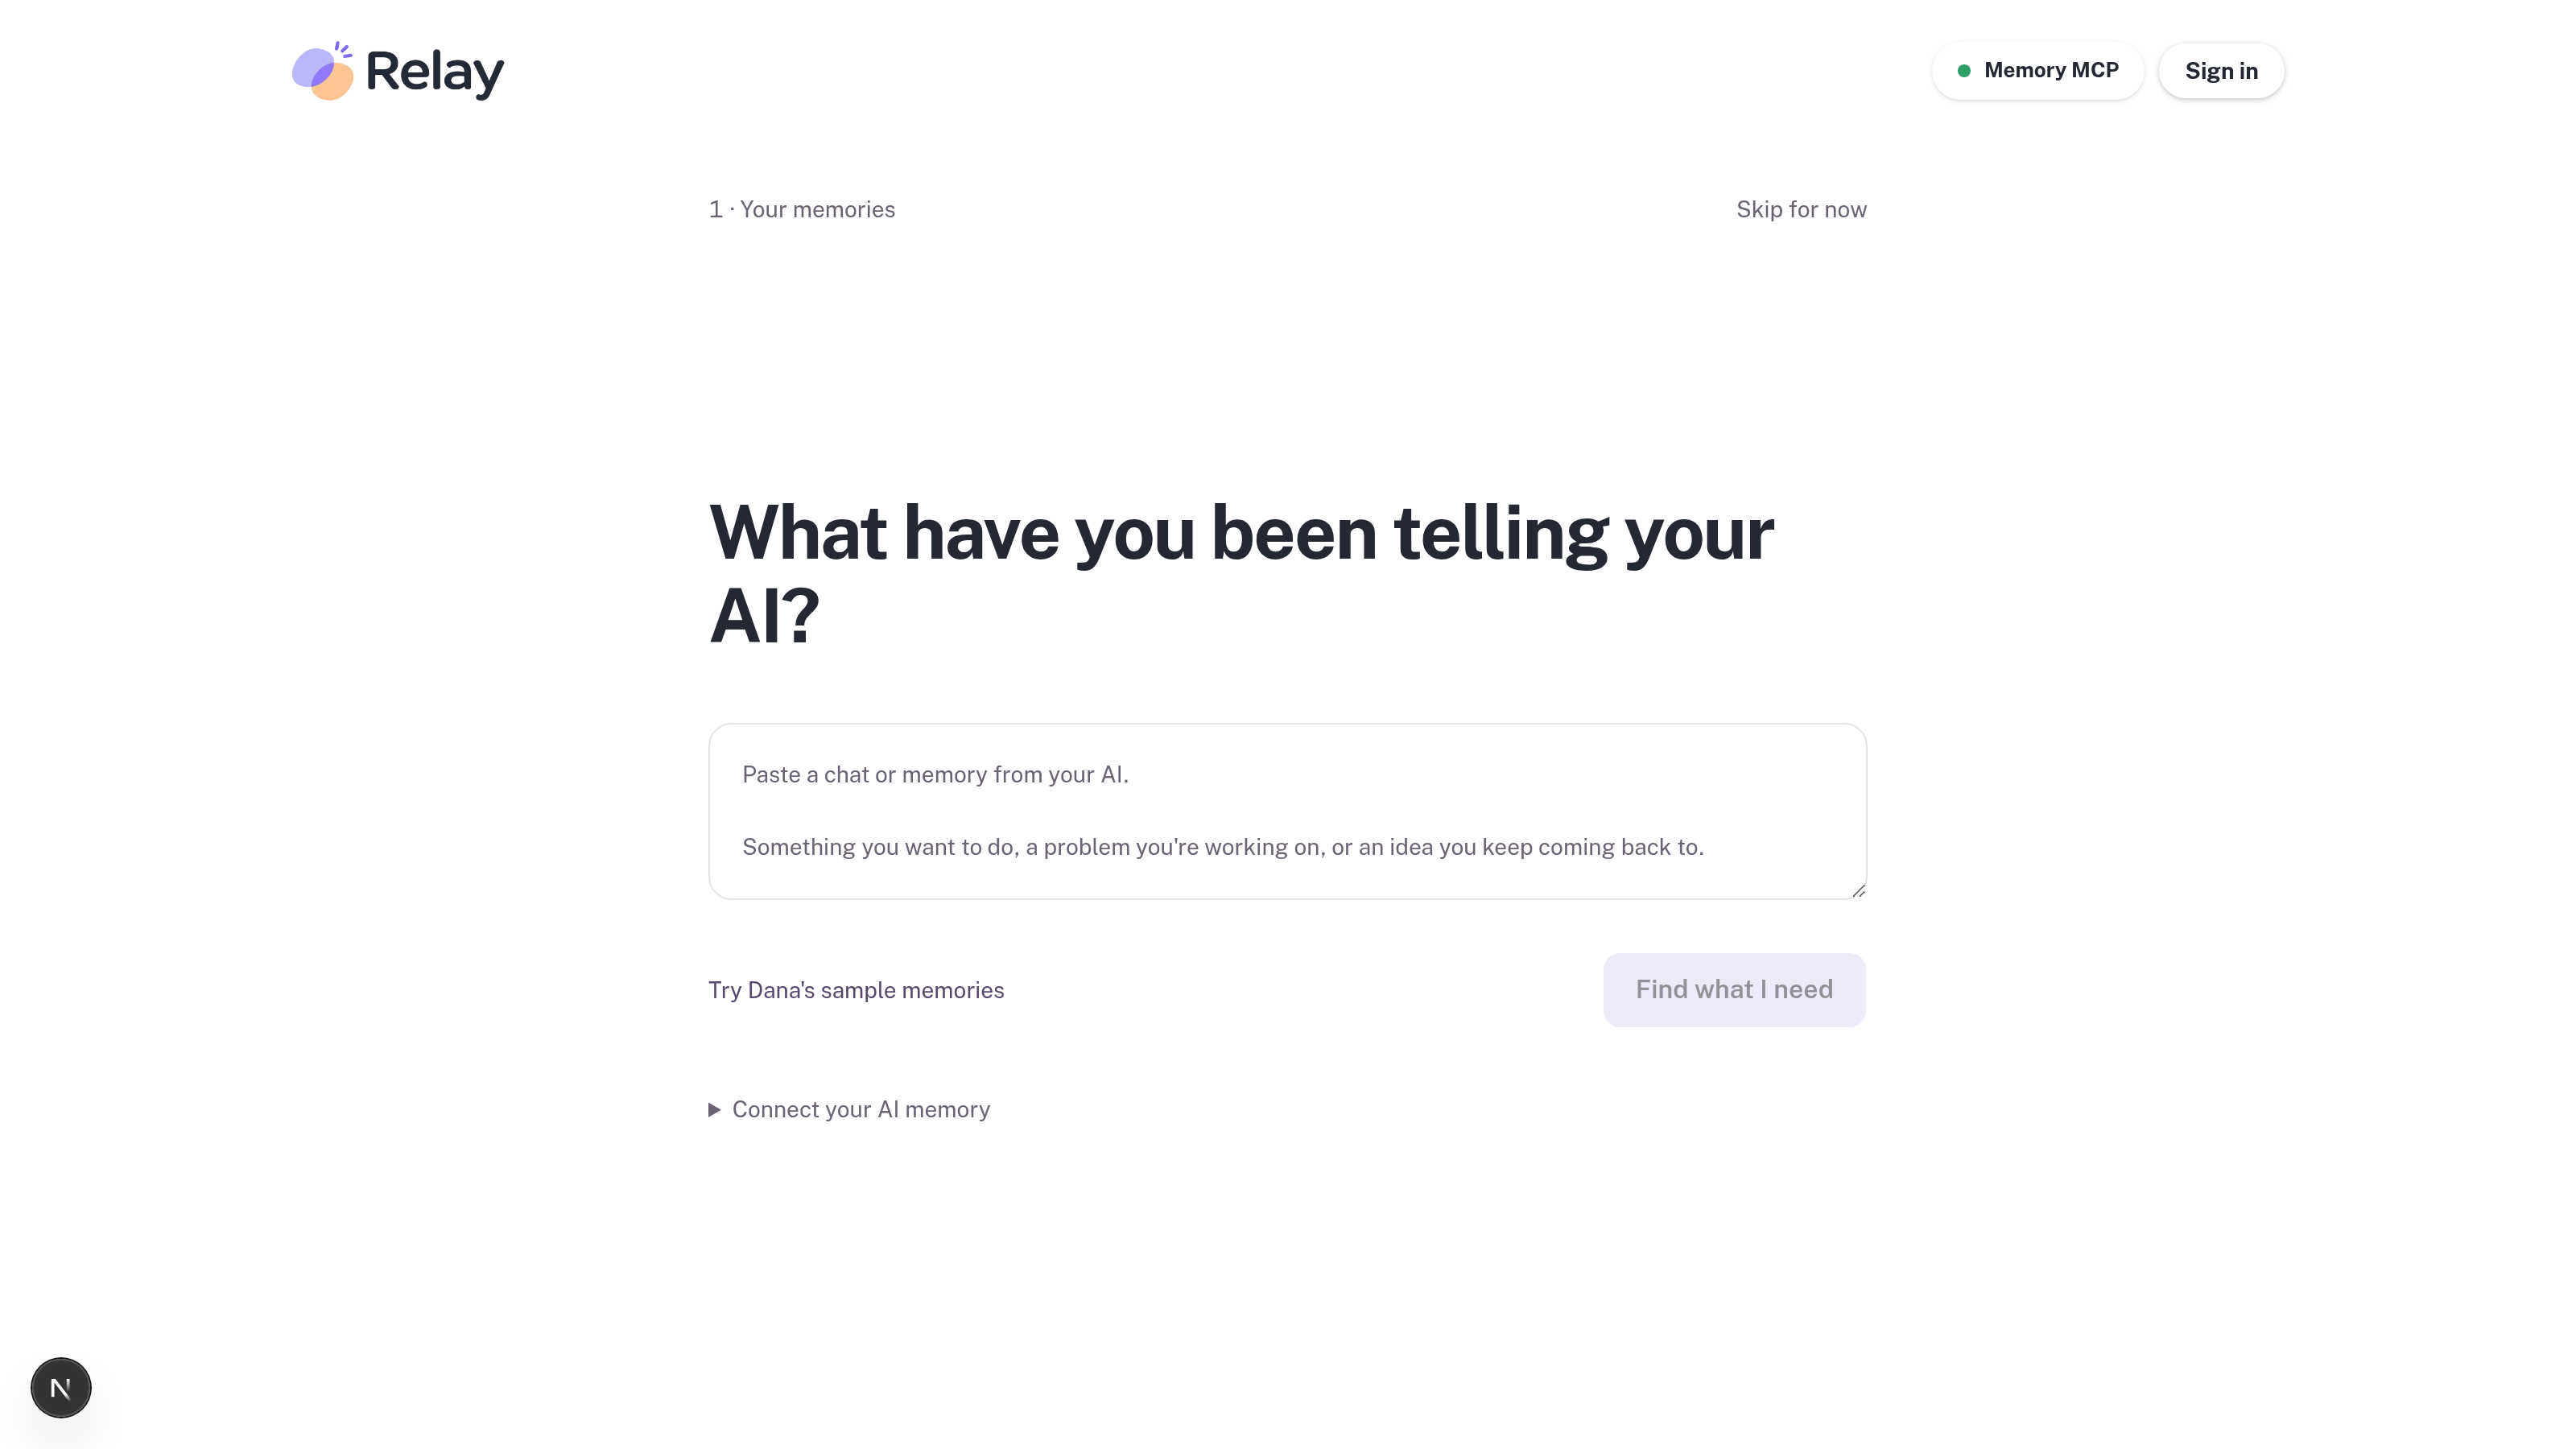 Relay
Memory MCP
Sign in
1 · Your memories
Skip for now
What have you been telling your
AI?
Paste a chat or memory from your AI.
Something you want to do, a problem you're working on, or an idea you keep coming back to.
Try Dana's sample memories
Find what I need
Connect your AI memory
N